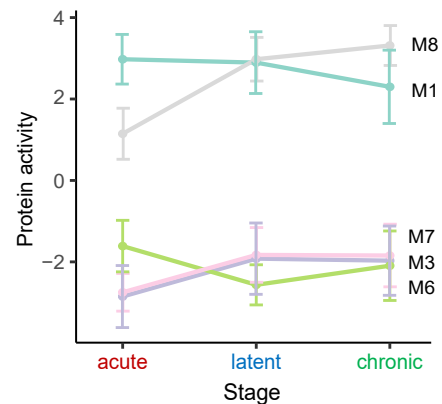 4
2
0
−2
Protein activity
M8
M1
M7
M3
M6
acute latent chronic
Stage